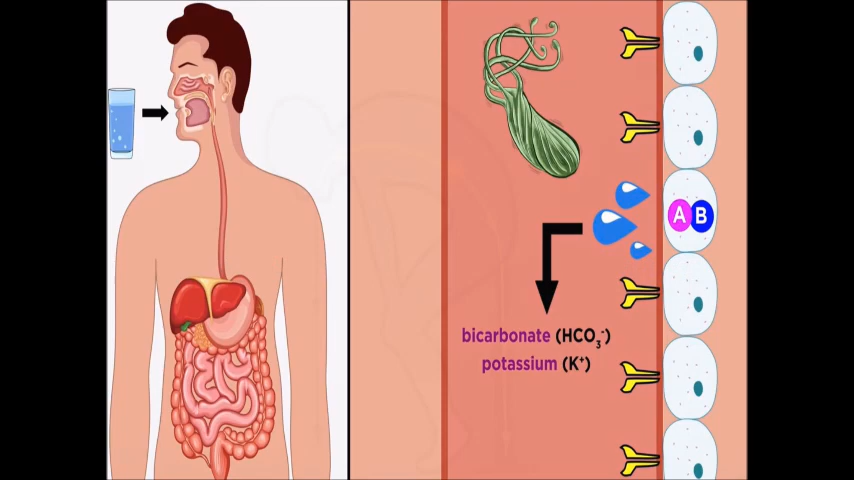 A B
bicarbonate (HCO₃⁻)
potassium (K⁺)